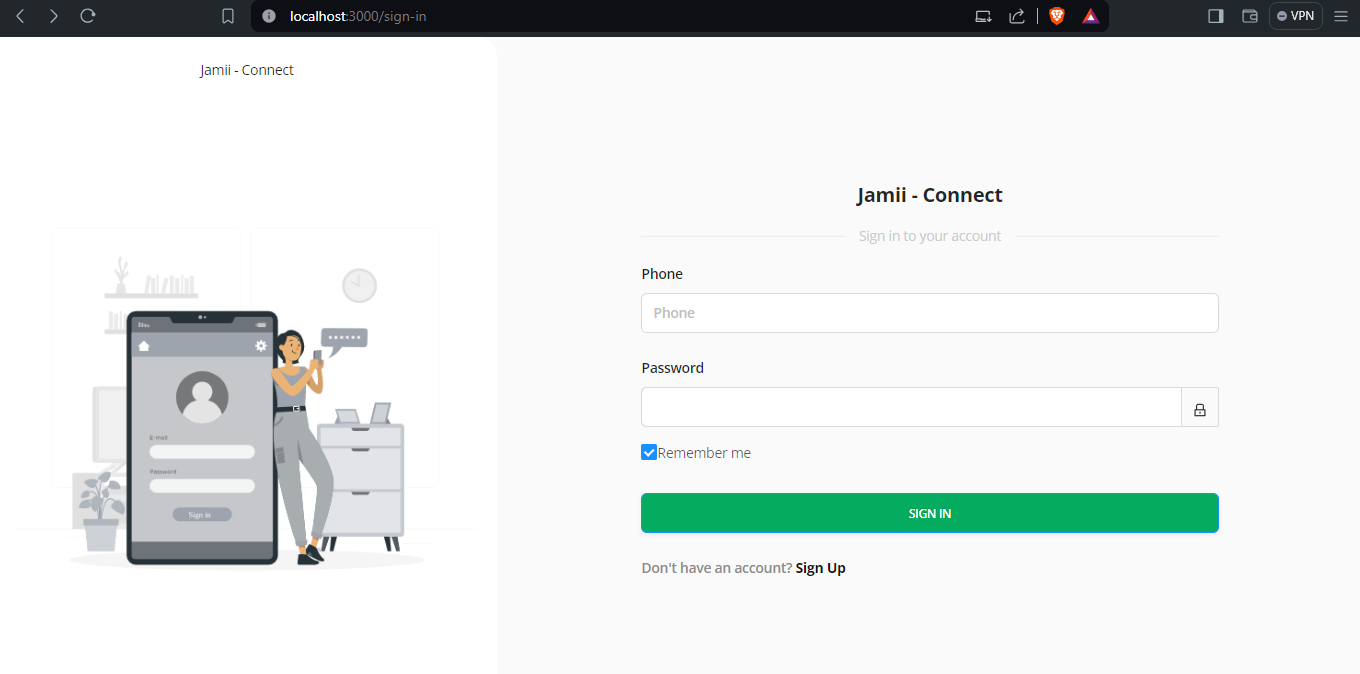 localhost:3000/sign-in
VPN
Jamii - Connect
E-mail
Password
Sign in
Jamii - Connect
Sign in to your account
Phone
Phone
Password
Remember me
SIGN IN
Don't have an account? Sign Up